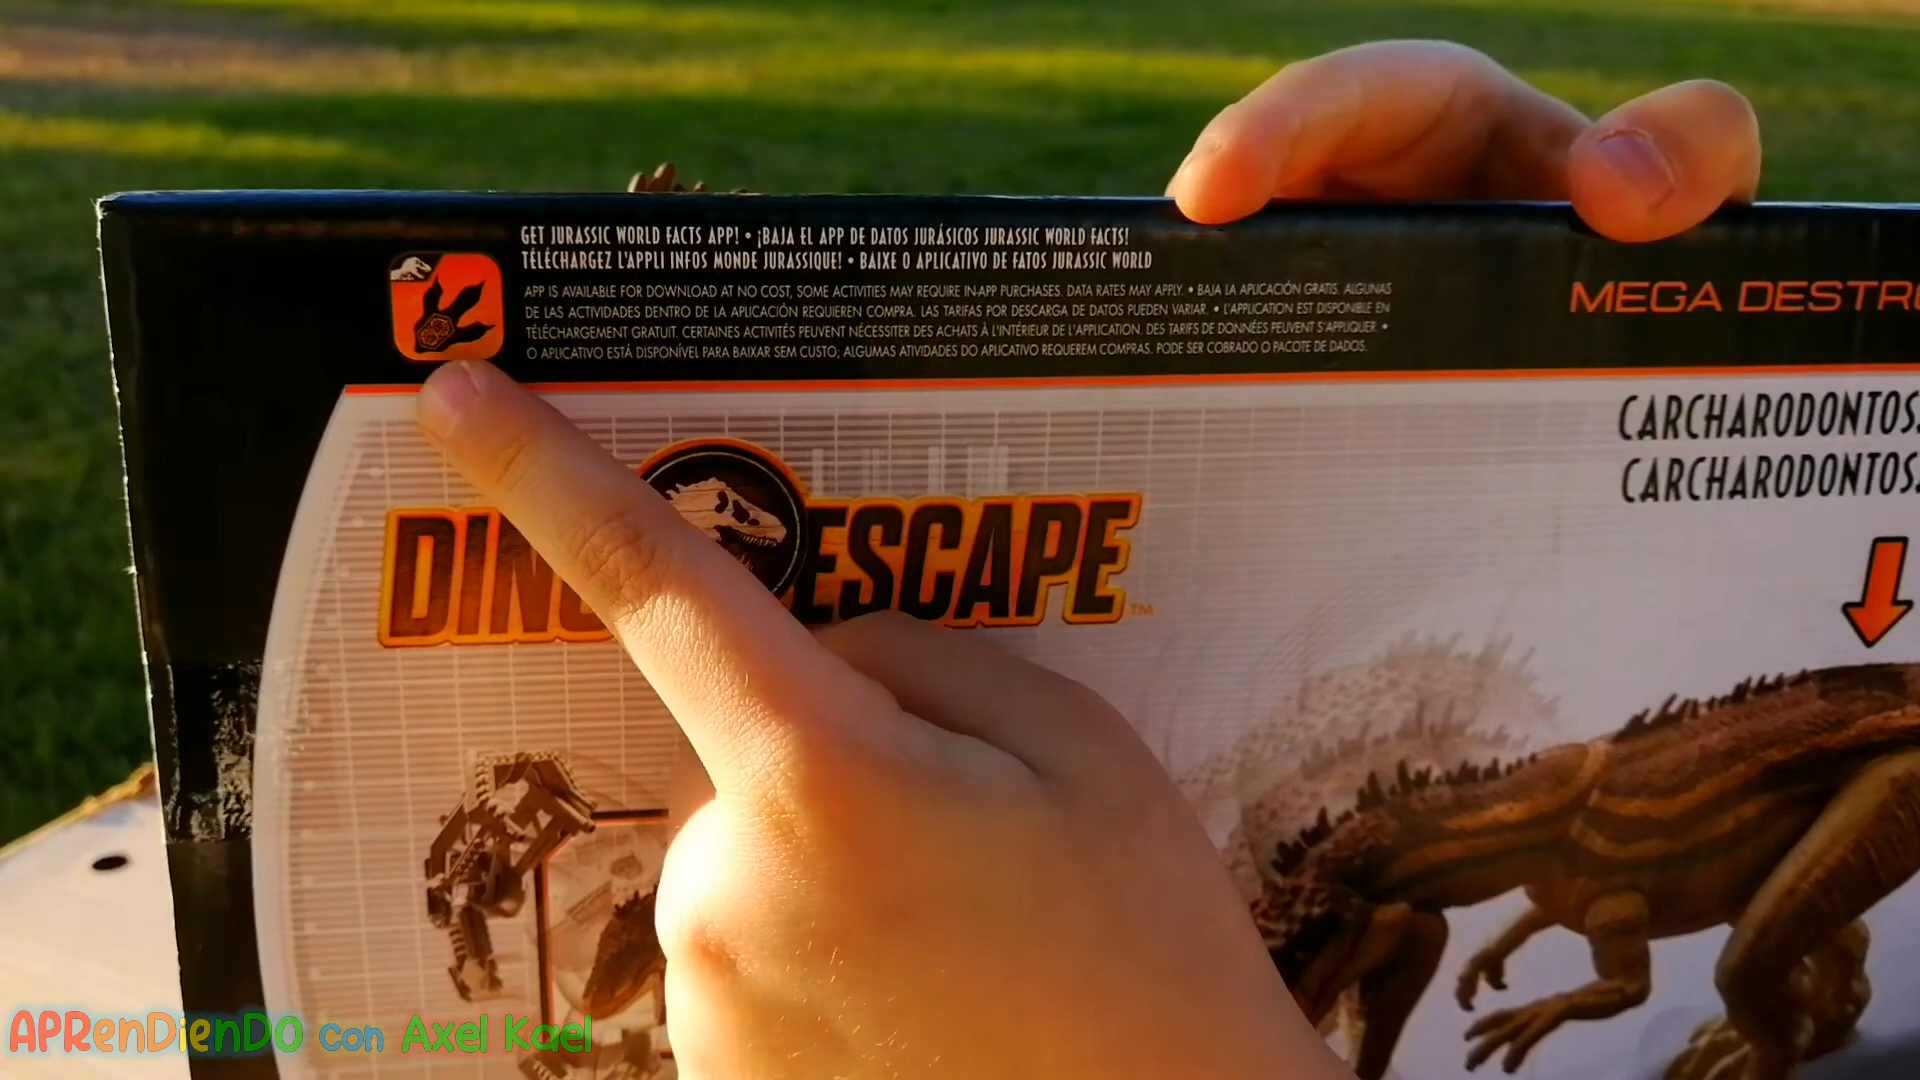 GET JURASSIC WORLD FACTS APP! • ¡BAJA EL APP DE DATOS JURÁSICOS JURASSIC WORLD FACTS!
TÉLÉCHARGEZ L'APPLI INFOS MONDE JURASSIQUE! • BAIXE O APLICATIVO DE FATOS JURASSIC WORLD
APP IS AVAILABLE FOR DOWNLOAD AT NO COST, SOME ACTIVITIES MAY REQUIRE IN-APP PURCHASES. DATA RATES MAY APPLY. • BAJA LA APLICACIÓN GRATIS. ALGUNAS
DE LAS ACTIVIDADES DENTRO DE LA APLICACIÓN REQUIEREN COMPRA. LAS TARIFAS POR DESCARGA DE DATOS PUEDEN VARIAR. • L'APPLICATION EST DISPONIBLE EN
TÉLÉCHARGEMENT GRATUIT. CERTAINES ACTIVITÉS PEUVENT NÉCESSITER DES ACHATS À L'INTÉRIEUR DE L'APPLICATION. DES TARIFS DE DONNÉES PEUVENT S'APPLIQUER. •
O APLICATIVO ESTÁ DISPONÍVEL PARA BAIXAR SEM CUSTO; ALGUMAS ATIVIDADES DO APLICATIVO REQUEREM COMPRAS. PODE SER COBRADO O PACOTE DE DADOS.
MEGA DESTRO
CARCHARODONTOS
CARCHARODONTOS
DINO ESCAPE™
APRenDienDO con Axel Kael